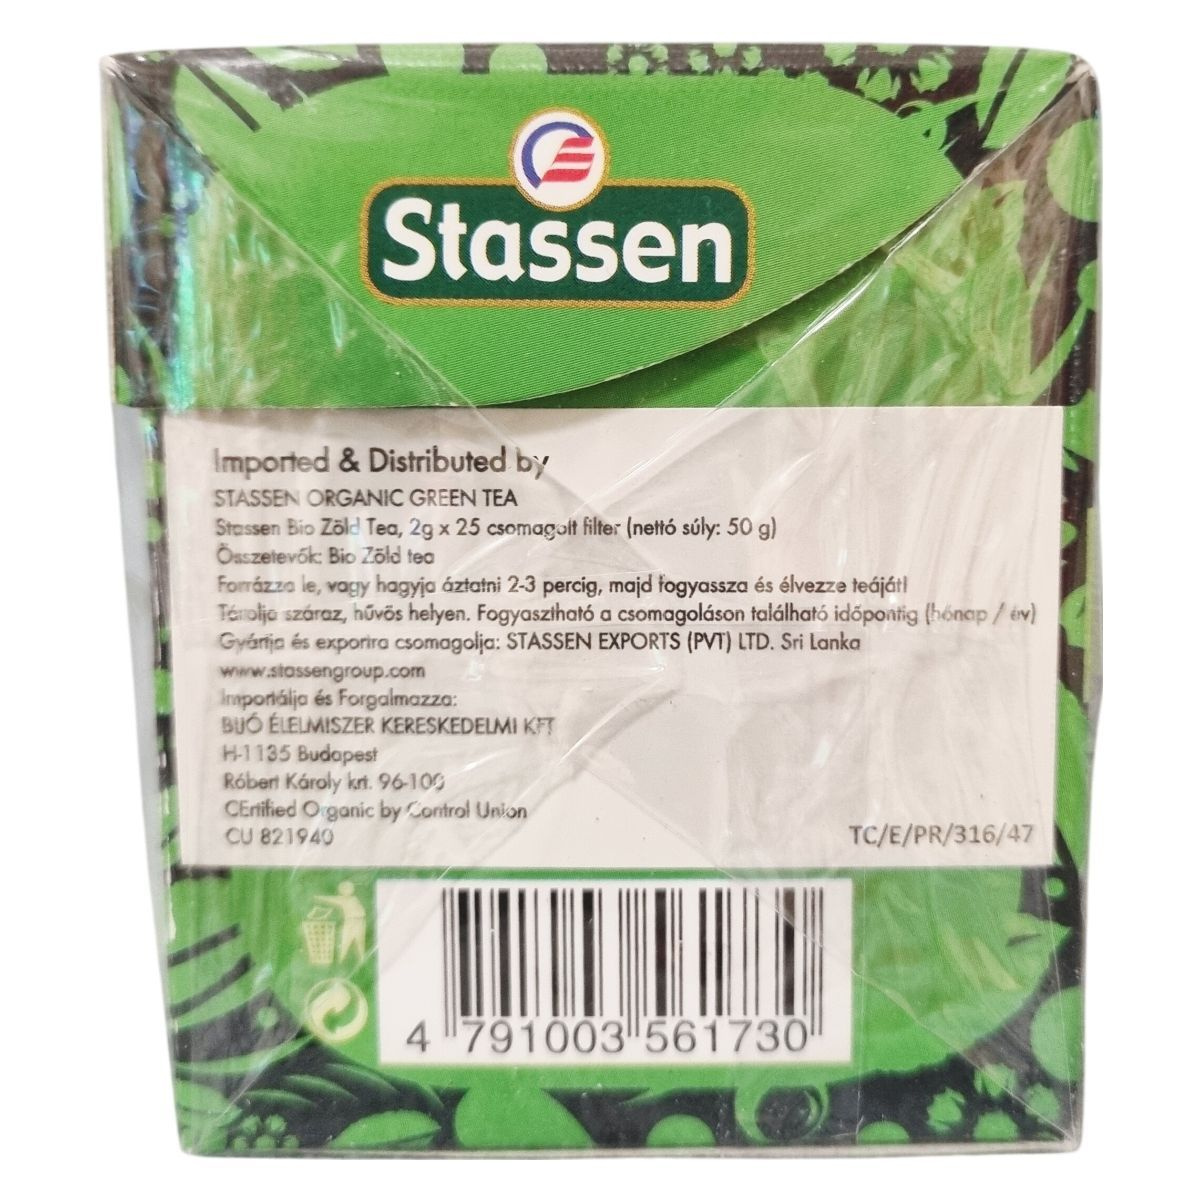 Stassen
Imported & Distributed by
STASSEN ORGANIC GREEN TEA
Stassen Bio Zöld Tea, 2g x 25 csomagolt filter (nettó súly: 50 g)
Összetevők: Bio Zöld tea
Forrázza le, vagy hagyja áztatni 2-3 percig, majd fogyassza és élvezze teáját!
Tárolja száraz, hűvös helyen. Fogyasztható a csomagoláson található időpontig (hónap / év)
Gyártja és exportra csomagolja: STASSEN EXPORTS (PVT) LTD. Sri Lanka
www.stassengroup.com
Importálja és Forgalmazza:
BIJÓ ÉLELMISZER KERESKEDELMI KFT
H-1135 Budapest
Róbert Károly krt. 96-100
CErtified Organic by Control Union
CU 821940
TC/E/PR/316/47
4 791003 561730